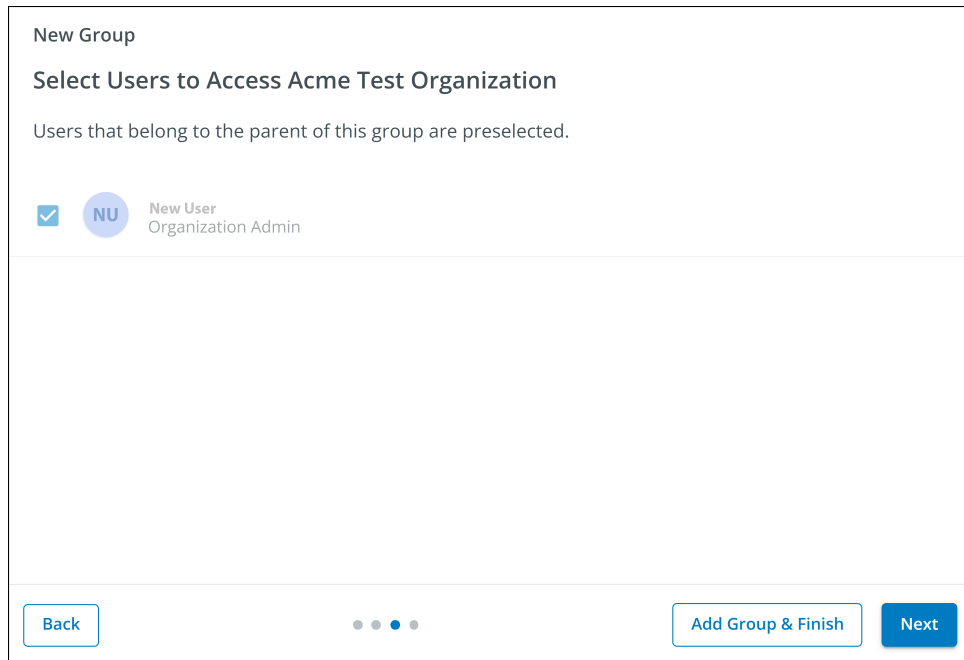 New Group
Select Users to Access Acme Test Organization
Users that belong to the parent of this group are preselected.
NU
New User
Organization Admin
Back
Add Group & Finish
Next